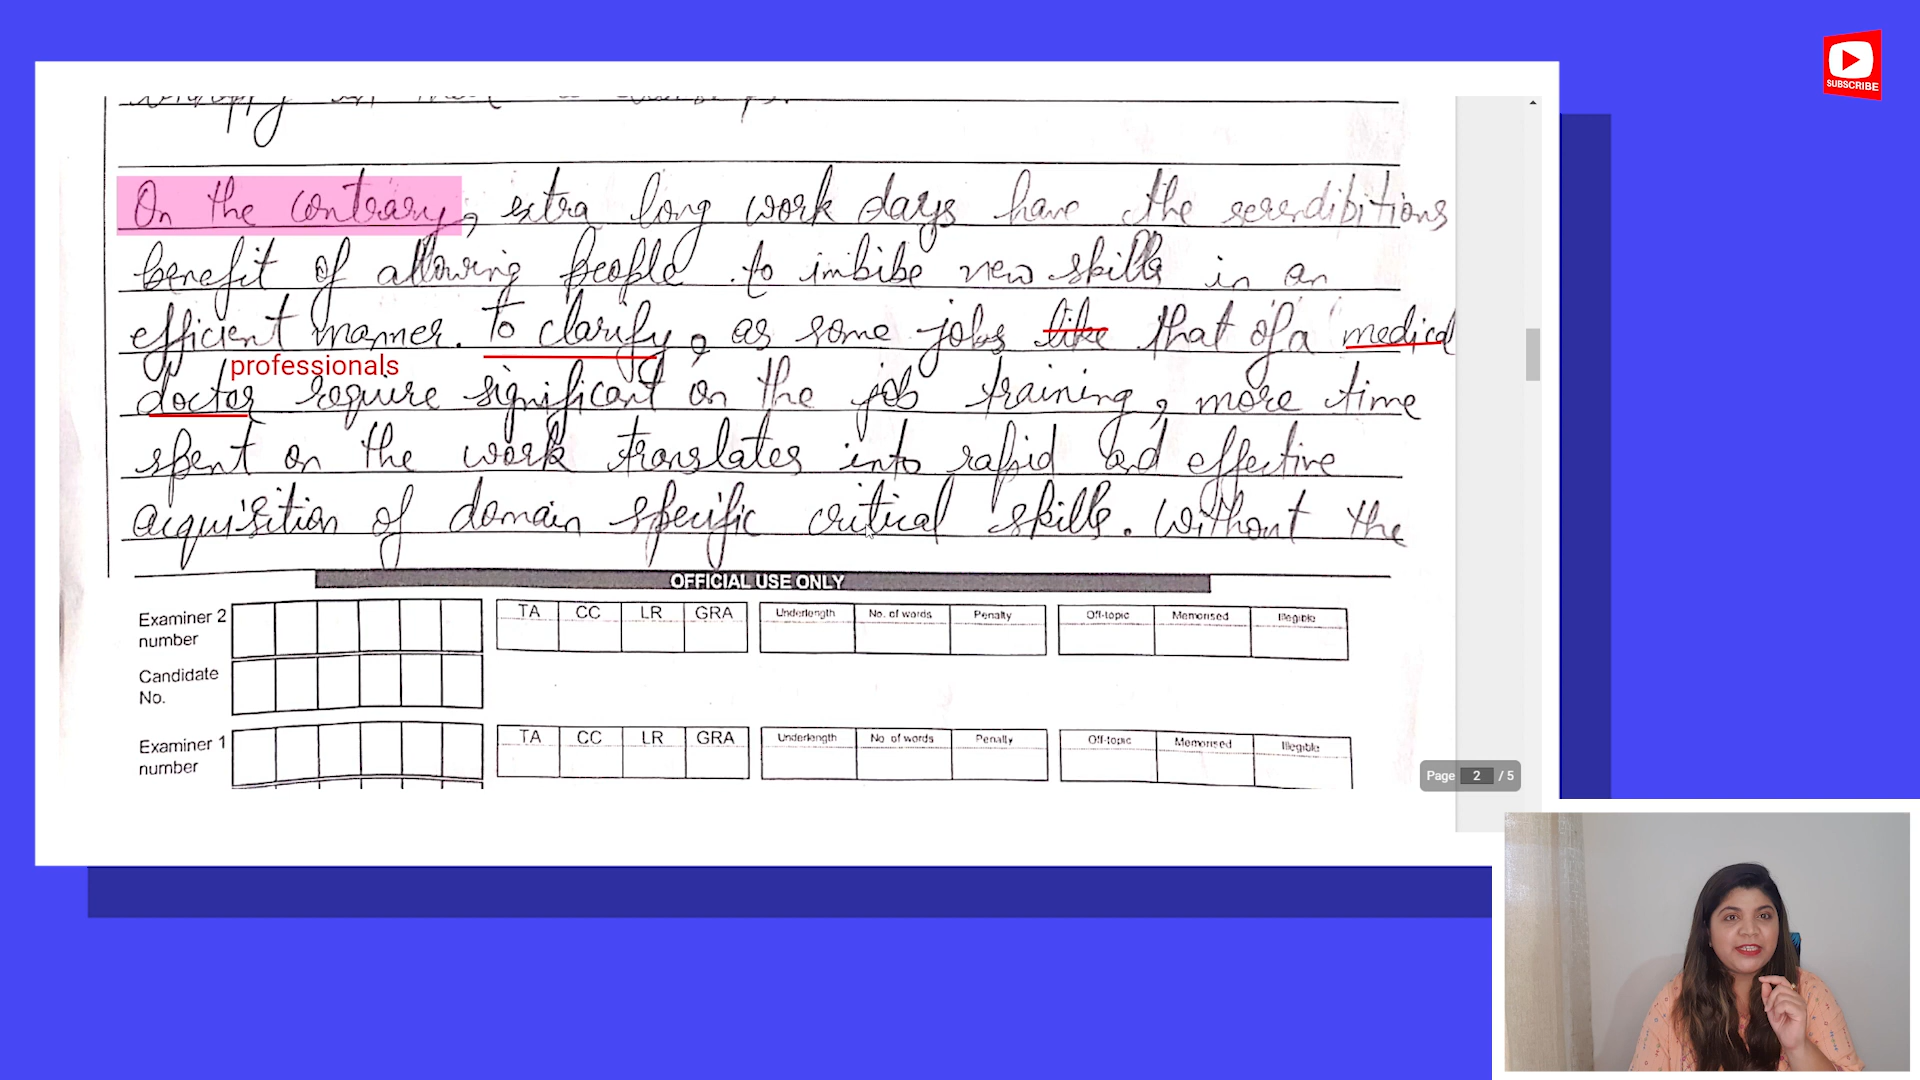 SUBSCRIBE
On the contrary, extra long work days have the serendibitions
benefit of allowing people to imbibe new skills in an
efficient manner. To clarify, as some jobs like that of a medical
professionals
doctor require significant on the job training, more time
spent on the work translates into rapid and effective
acquisition of domain specific critical skills. Without the
OFFICIAL USE ONLY
Examiner 2 number
TA CC LR GRA Underlength No. of words Penalty Off-topic Memorised Illegible
Candidate No.
Examiner 1 number
TA CC LR GRA Underlength No of words Penalty Off-topic Memorised Illegible
Page 2 / 5